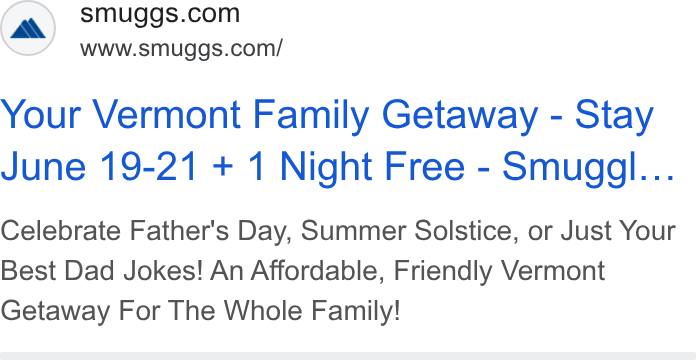 smuggs.com
www.smuggs.com/
Your Vermont Family Getaway - Stay
June 19-21 + 1 Night Free - Smuggl…
Celebrate Father's Day, Summer Solstice, or Just Your
Best Dad Jokes! An Affordable, Friendly Vermont
Getaway For The Whole Family!